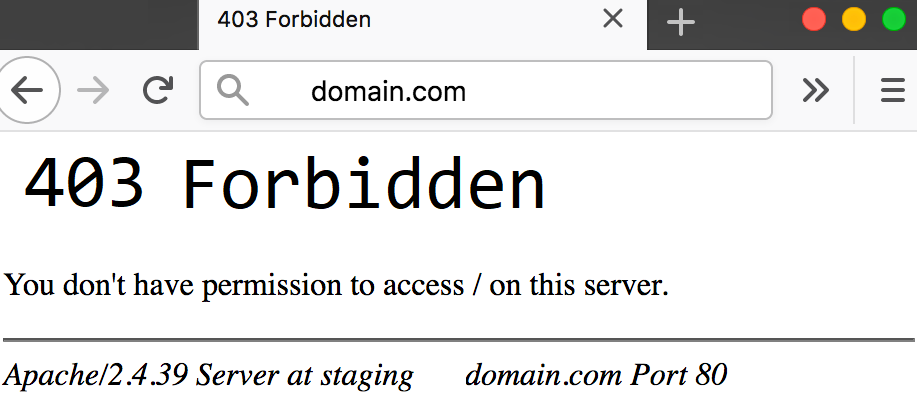 403 Forbidden
domain.com
403 Forbidden
You don't have permission to access / on this server.
Apache/2.4.39 Server at staging domain.com Port 80